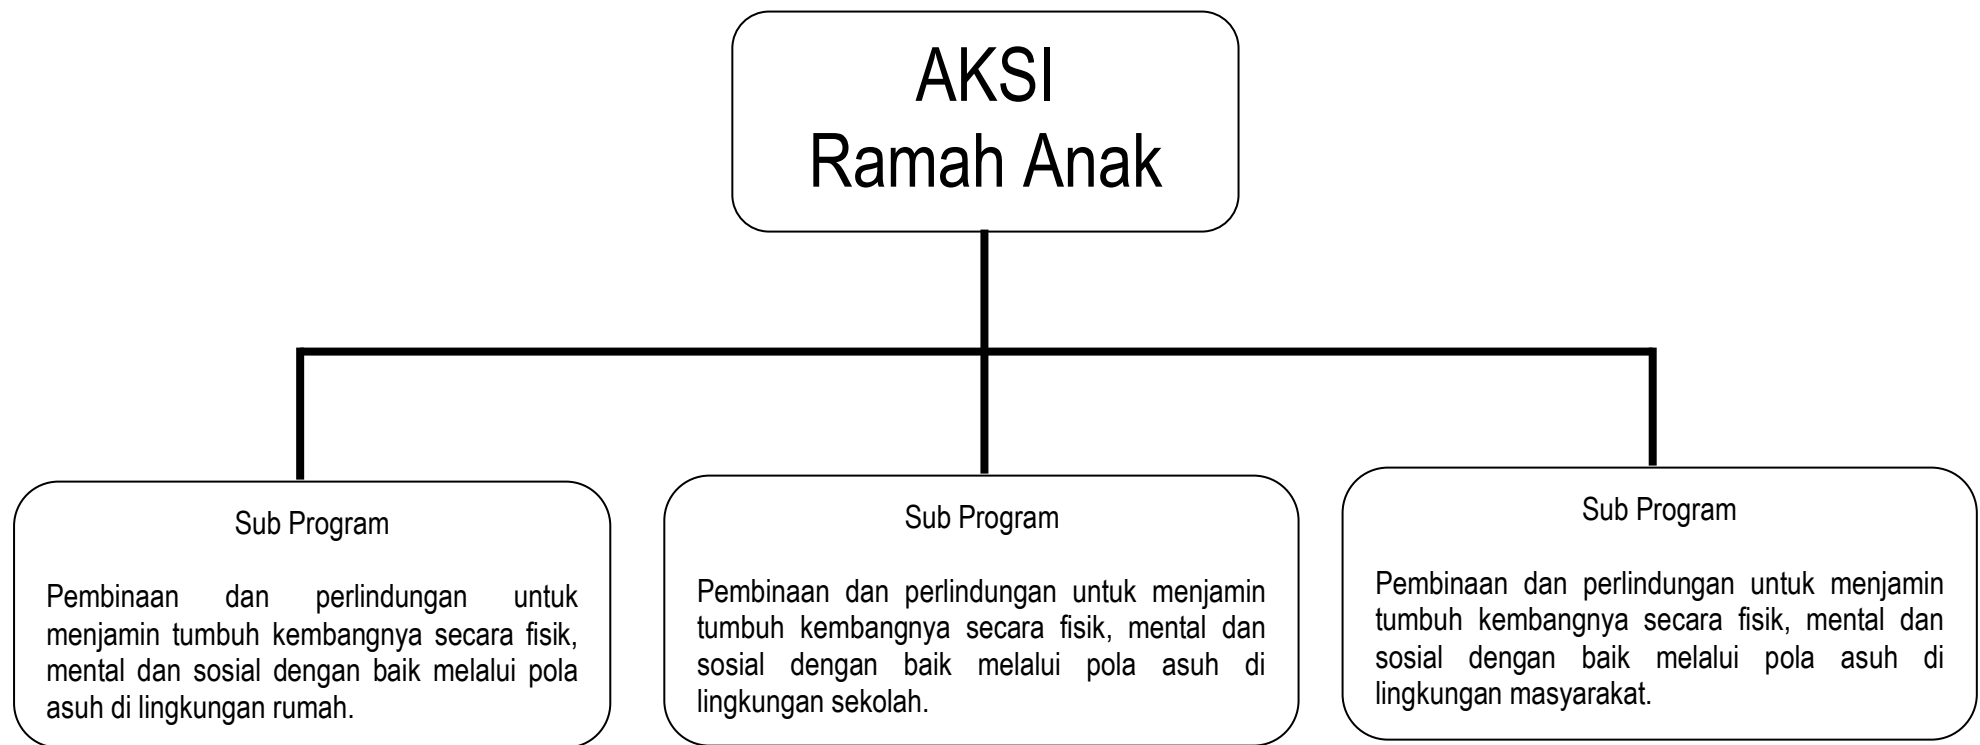 AKSI
Ramah Anak
Sub Program
Pembinaan dan perlindungan untuk
menjamin tumbuh kembangnya secara fisik,
mental dan sosial dengan baik melalui pola
asuh di lingkungan rumah.
Sub Program
Pembinaan dan perlindungan untuk menjamin
tumbuh kembangnya secara fisik, mental dan
sosial dengan baik melalui pola asuh di
lingkungan sekolah.
Sub Program
Pembinaan dan perlindungan untuk menjamin
tumbuh kembangnya secara fisik, mental dan
sosial dengan baik melalui pola asuh di
lingkungan masyarakat.